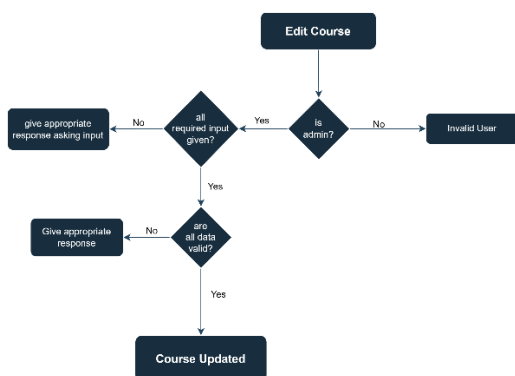 Edit Course
all
required input
given?
Yes
is
admin?
No
Invalid User
give appropriate
response asking input
No
Yes
Give appropriate
response
No
are
all data
valid?
Yes
Course Updated